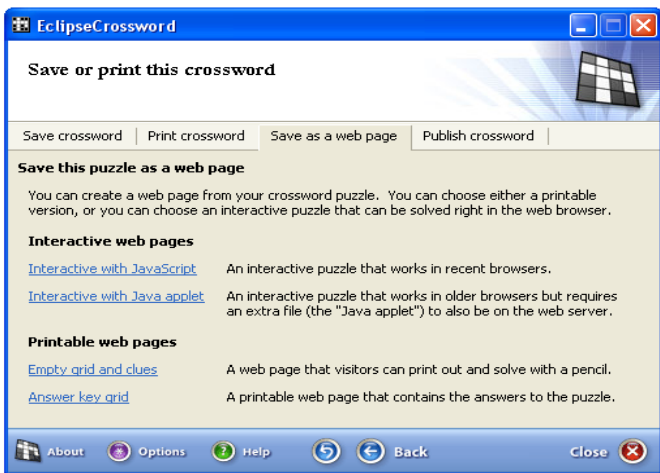 EclipseCrossword
Save or print this crossword
Save crossword Print crossword Save as a web page Publish crossword
Save this puzzle as a web page
You can create a web page from your crossword puzzle. You can choose either a printable
version, or you can choose an interactive puzzle that can be solved right in the web browser.
Interactive web pages
Interactive with JavaScript An interactive puzzle that works in recent browsers.
Interactive with Java applet An interactive puzzle that works in older browsers but requires
an extra file (the "Java applet") to also be on the web server.
Printable web pages
Empty grid and clues A web page that visitors can print out and solve with a pencil.
Answer key grid A printable web page that contains the answers to the puzzle.
About Options Help Back Close